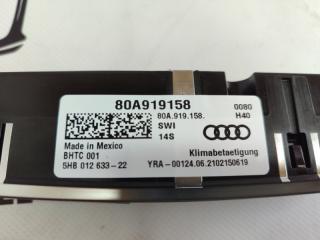 80A919158
0080
80A.919.158.
H40
SWI
14S
Made in Mexico
BHTC 001
Klimabetaetigung
5HB 012 633-22
YRA-00124.06.2102150619